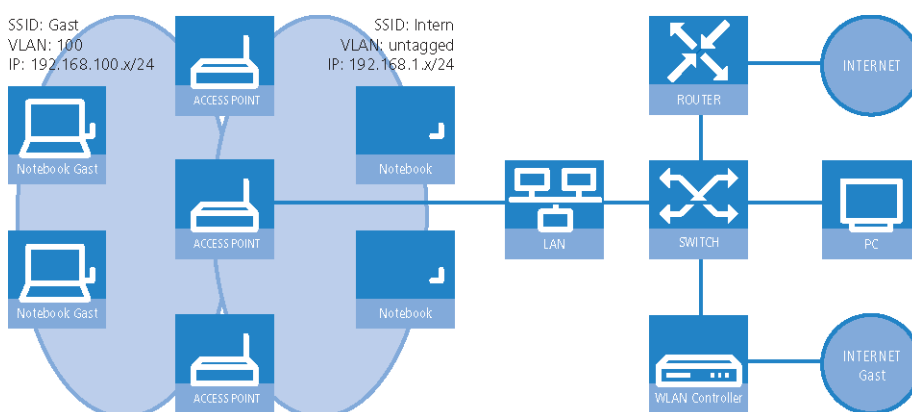 SSID: Gast
VLAN: 100
IP: 192.168.100.x/24
SSID: Intern
VLAN: untagged
IP: 192.168.1.x/24
ACCESS POINT
ROUTER
INTERNET
Notebook Gast
Notebook
ACCESS POINT
LAN
SWITCH
PC
Notebook Gast
Notebook
ACCESS POINT
WLAN Controller
INTERNET
Gast